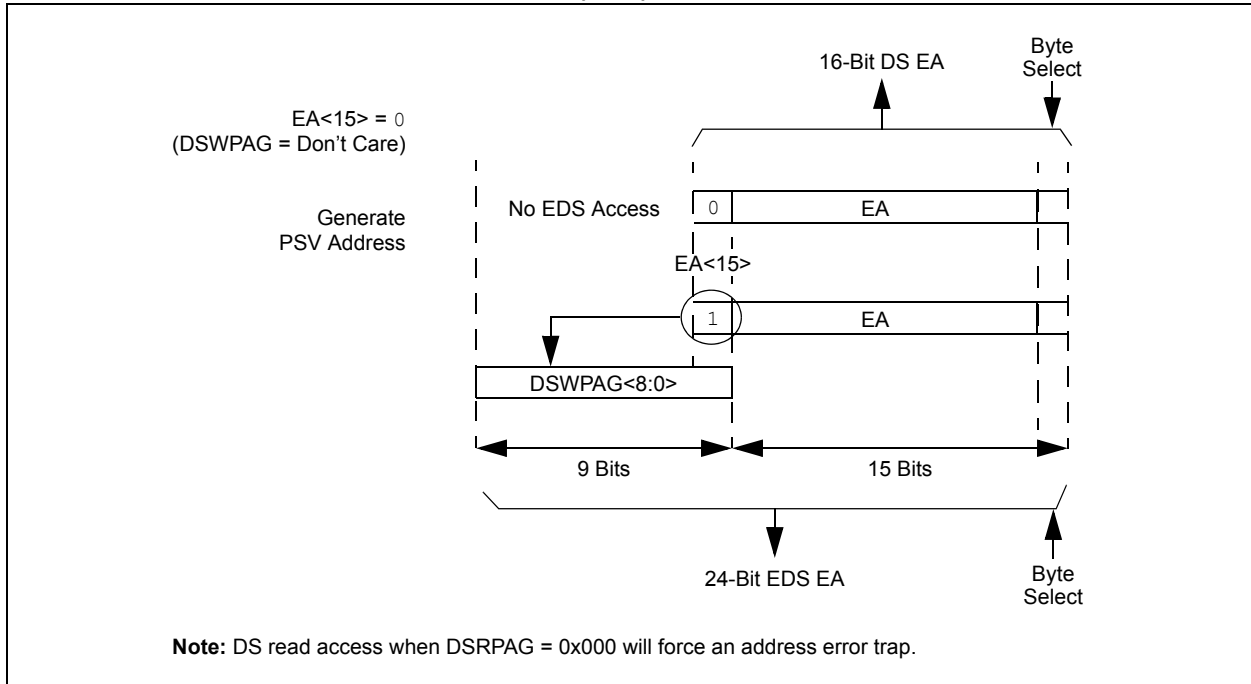 16-Bit DS EA
Byte
Select
EA<15> = 0
(DSWPAG = Don't Care)
No EDS Access
0
EA
Generate
PSV Address
EA<15>
1
EA
DSWPAG<8:0>
9 Bits
15 Bits
24-Bit EDS EA
Byte
Select
Note: DS read access when DSRPAG = 0x000 will force an address error trap.